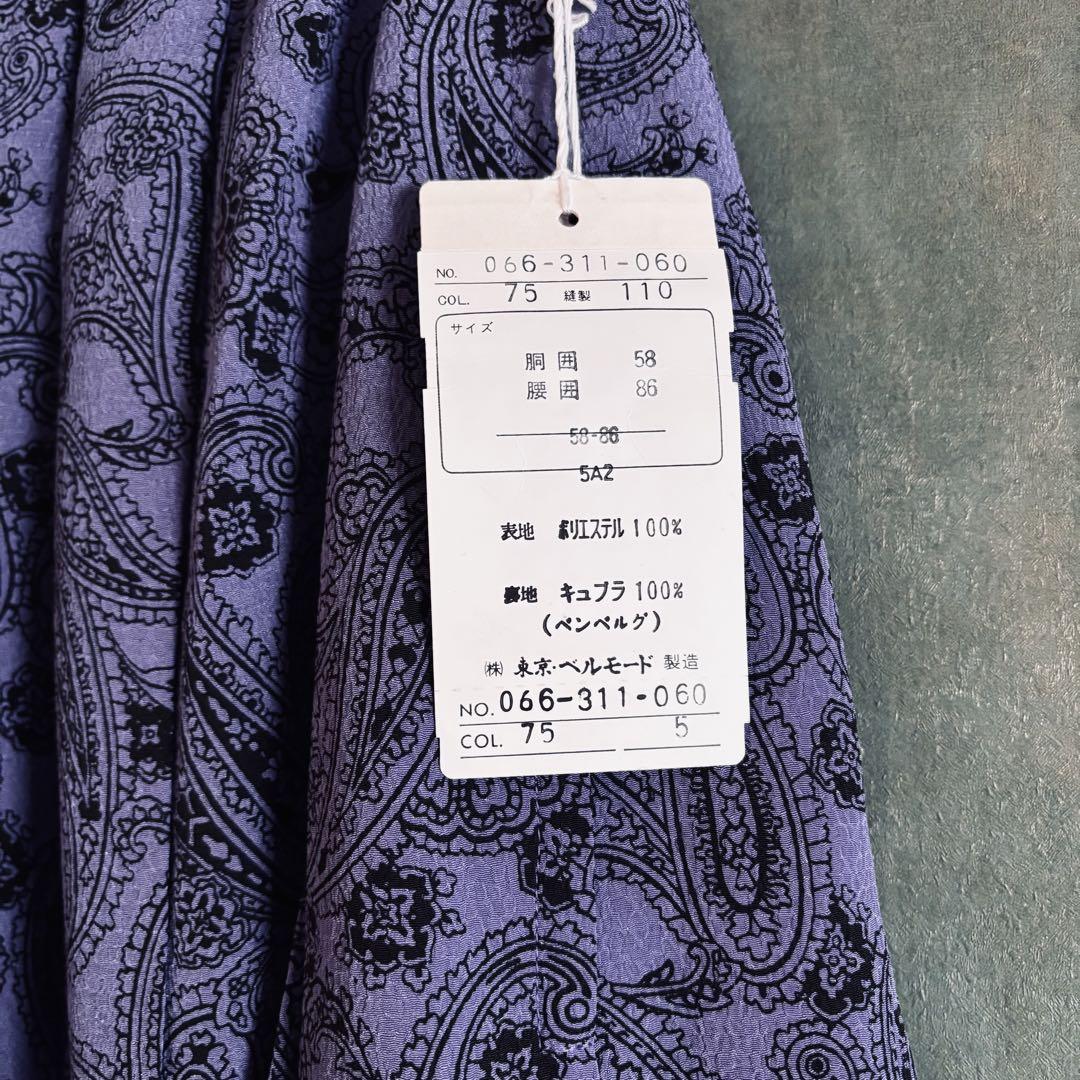 NO. 066-311-060
COL. 75 縫製 110
サイズ
胴囲 58
腰囲 86
58-86
5A2
表地 ポリエステル 100%
裏地 キュプラ 100%
(ベンベルグ)
㈱ 東京・ベルモード 製造
NO. 066-311-060
COL. 75 5